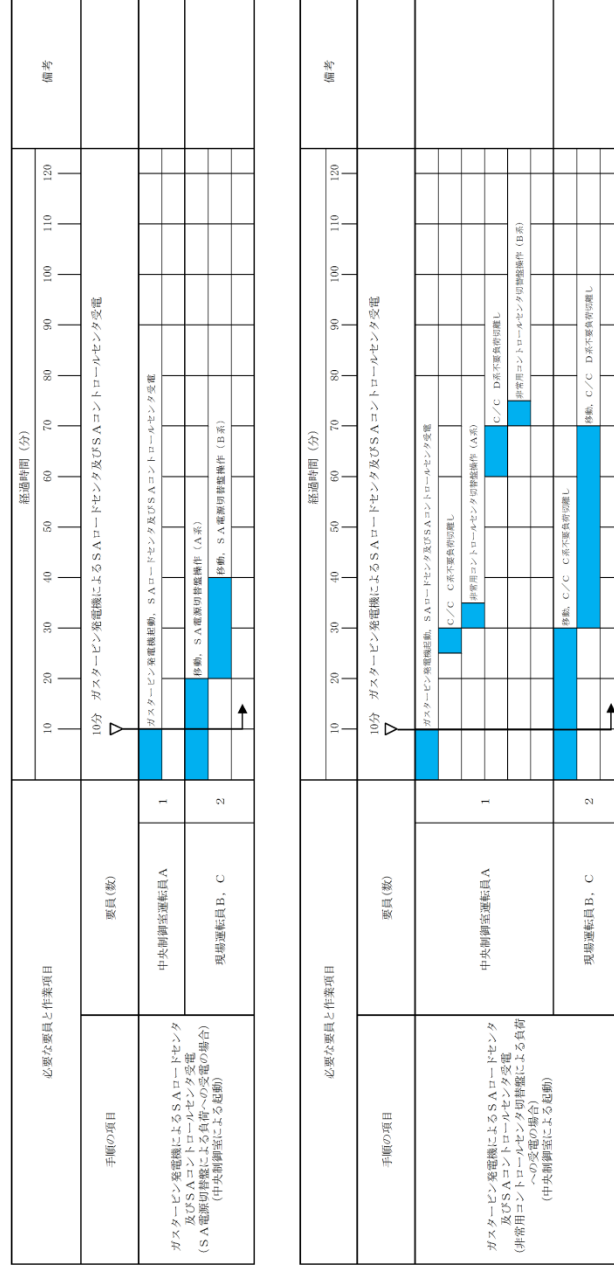 経過時間（分）
備考
10 20 30 40 50 60 70 80 90 100 110 120
必要な要員と作業項目
手順の項目
要員(数)
10分 ガスタービン発電機によるＳＡロードセンタ及びＳＡコントロールセンタ受電
ガスタービン発電機によるＳＡロードセンタ
及びＳＡコントロールセンタ受電
(ＳＡ電源切替盤による負荷への受電の場合)
(中央制御室による起動)
中央制御室運転員Ａ
1
ガスタービン発電機起動，ＳＡロードセンタ及びＳＡコントロールセンタ受電
現場運転員Ｂ，Ｃ
2
移動，ＳＡ電源切替盤操作（Ａ系）
移動，ＳＡ電源切替盤操作（Ｂ系）
経過時間（分）
備考
10 20 30 40 50 60 70 80 90 100 110 120
必要な要員と作業項目
手順の項目
要員(数)
10分 ガスタービン発電機によるＳＡロードセンタ及びＳＡコントロールセンタ受電
ガスタービン発電機によるＳＡロードセンタ
及びＳＡコントロールセンタ受電
(非常用コントロールセンタ切替盤による負荷
への受電の場合)
(中央制御室による起動)
中央制御室運転員Ａ
1
ガスタービン発電機起動，ＳＡロードセンタ及びＳＡコントロールセンタ受電
Ｃ／Ｃ Ｃ系不要負荷切離し
非常用コントロールセンタ切替盤操作（Ａ系）
Ｃ／Ｃ Ｄ系不要負荷切離し
非常用コントロールセンタ切替盤操作（Ｂ系）
現場運転員Ｂ，Ｃ
2
移動，Ｃ／Ｃ Ｃ系不要負荷切離し
移動，Ｃ／Ｃ Ｄ系不要負荷切離し